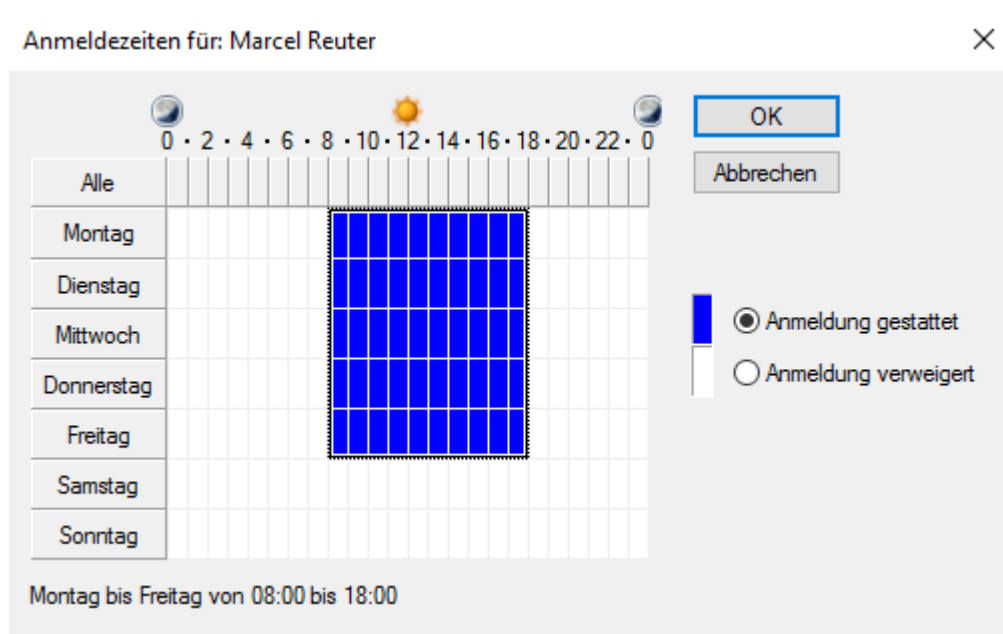 Anmeldezeiten für: Marcel Reuter
0 · 2 · 4 · 6 · 8 · 10 · 12 · 14 · 16 · 18 · 20 · 22 · 0
OK
Alle
Abbrechen
Montag
Dienstag
Mittwoch
Anmeldung gestattet
Donnerstag
Anmeldung verweigert
Freitag
Samstag
Sonntag
Montag bis Freitag von 08:00 bis 18:00